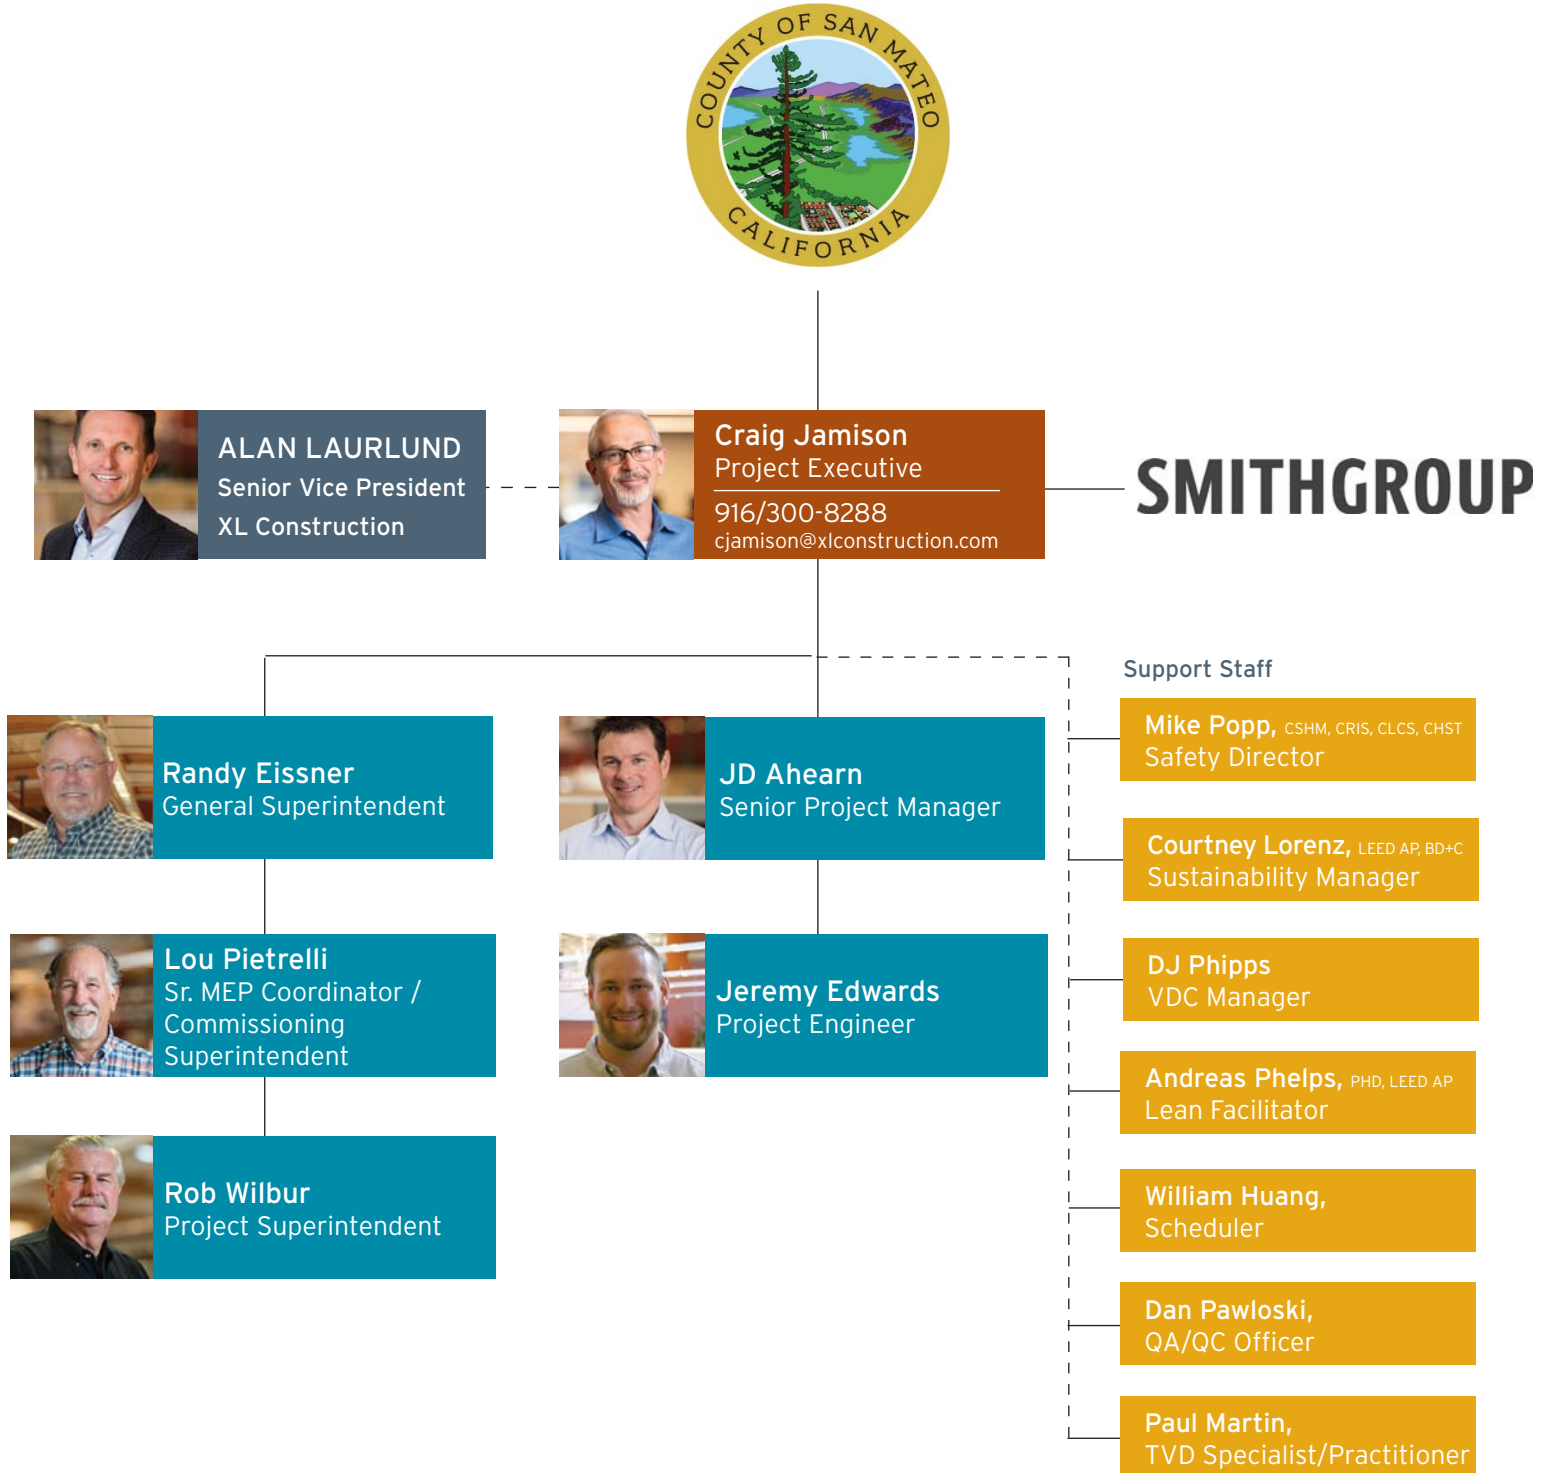 COUNTY OF SAN MATEO
CALIFORNIA
ALAN LAURLUND
Senior Vice President
XL Construction
Craig Jamison
Project Executive
916/300-8288
cjamison@xlconstruction.com
SMITHGROUP
Randy Eissner
General Superintendent
JD Ahearn
Senior Project Manager
Lou Pietrelli
Sr. MEP Coordinator /
Commissioning
Superintendent
Jeremy Edwards
Project Engineer
Rob Wilbur
Project Superintendent
Support Staff
Mike Popp, CSHM, CRIS, CLCS, CHST
Safety Director
Courtney Lorenz, LEED AP, BD+C
Sustainability Manager
DJ Phipps
VDC Manager
Andreas Phelps, PHD, LEED AP
Lean Facilitator
William Huang,
Scheduler
Dan Pawloski,
QA/QC Officer
Paul Martin,
TVD Specialist/Practitioner